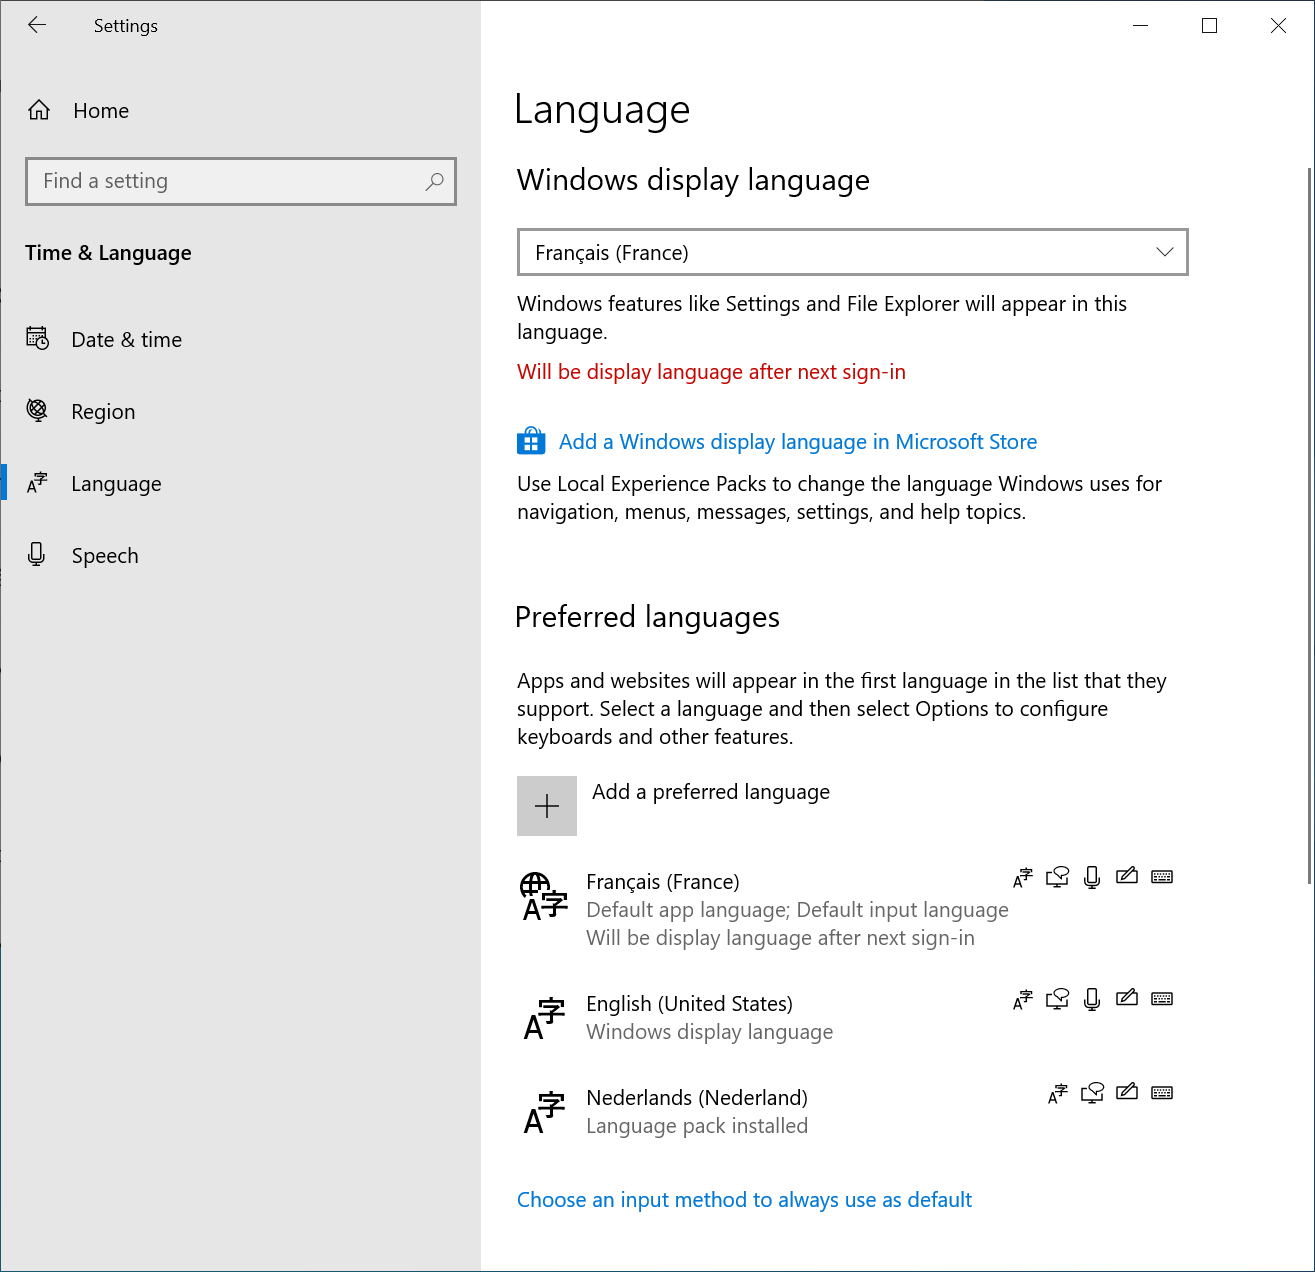 Settings
Home
Find a setting
Time & Language
Date & time
Region
Language
Speech
Language
Windows display language
Français (France)
Windows features like Settings and File Explorer will appear in this
language.
Will be display language after next sign-in
Add a Windows display language in Microsoft Store
Use Local Experience Packs to change the language Windows uses for
navigation, menus, messages, settings, and help topics.
Preferred languages
Apps and websites will appear in the first language in the list that they
support. Select a language and then select Options to configure
keyboards and other features.
Add a preferred language
Français (France)
Default app language; Default input language
Will be display language after next sign-in
English (United States)
Windows display language
Nederlands (Nederland)
Language pack installed
Choose an input method to always use as default